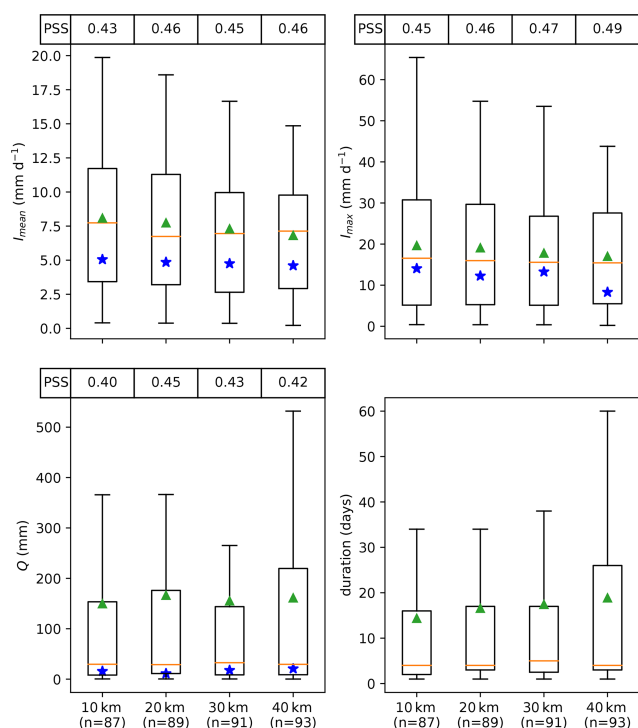 PSS 0.43 0.46 0.45 0.46
20.0
17.5
15.0
12.5
10.0
7.5
5.0
2.5
0.0
I_mean (mm d⁻¹)
PSS 0.45 0.46 0.47 0.49
60
50
40
30
20
10
0
I_max (mm d⁻¹)
PSS 0.40 0.45 0.43 0.42
500
400
300
200
100
0
Q (mm)
10 km 20 km 30 km 40 km
(n=87) (n=89) (n=91) (n=93)
60
50
40
30
20
10
0
duration (days)
10 km 20 km 30 km 40 km
(n=87) (n=89) (n=91) (n=93)